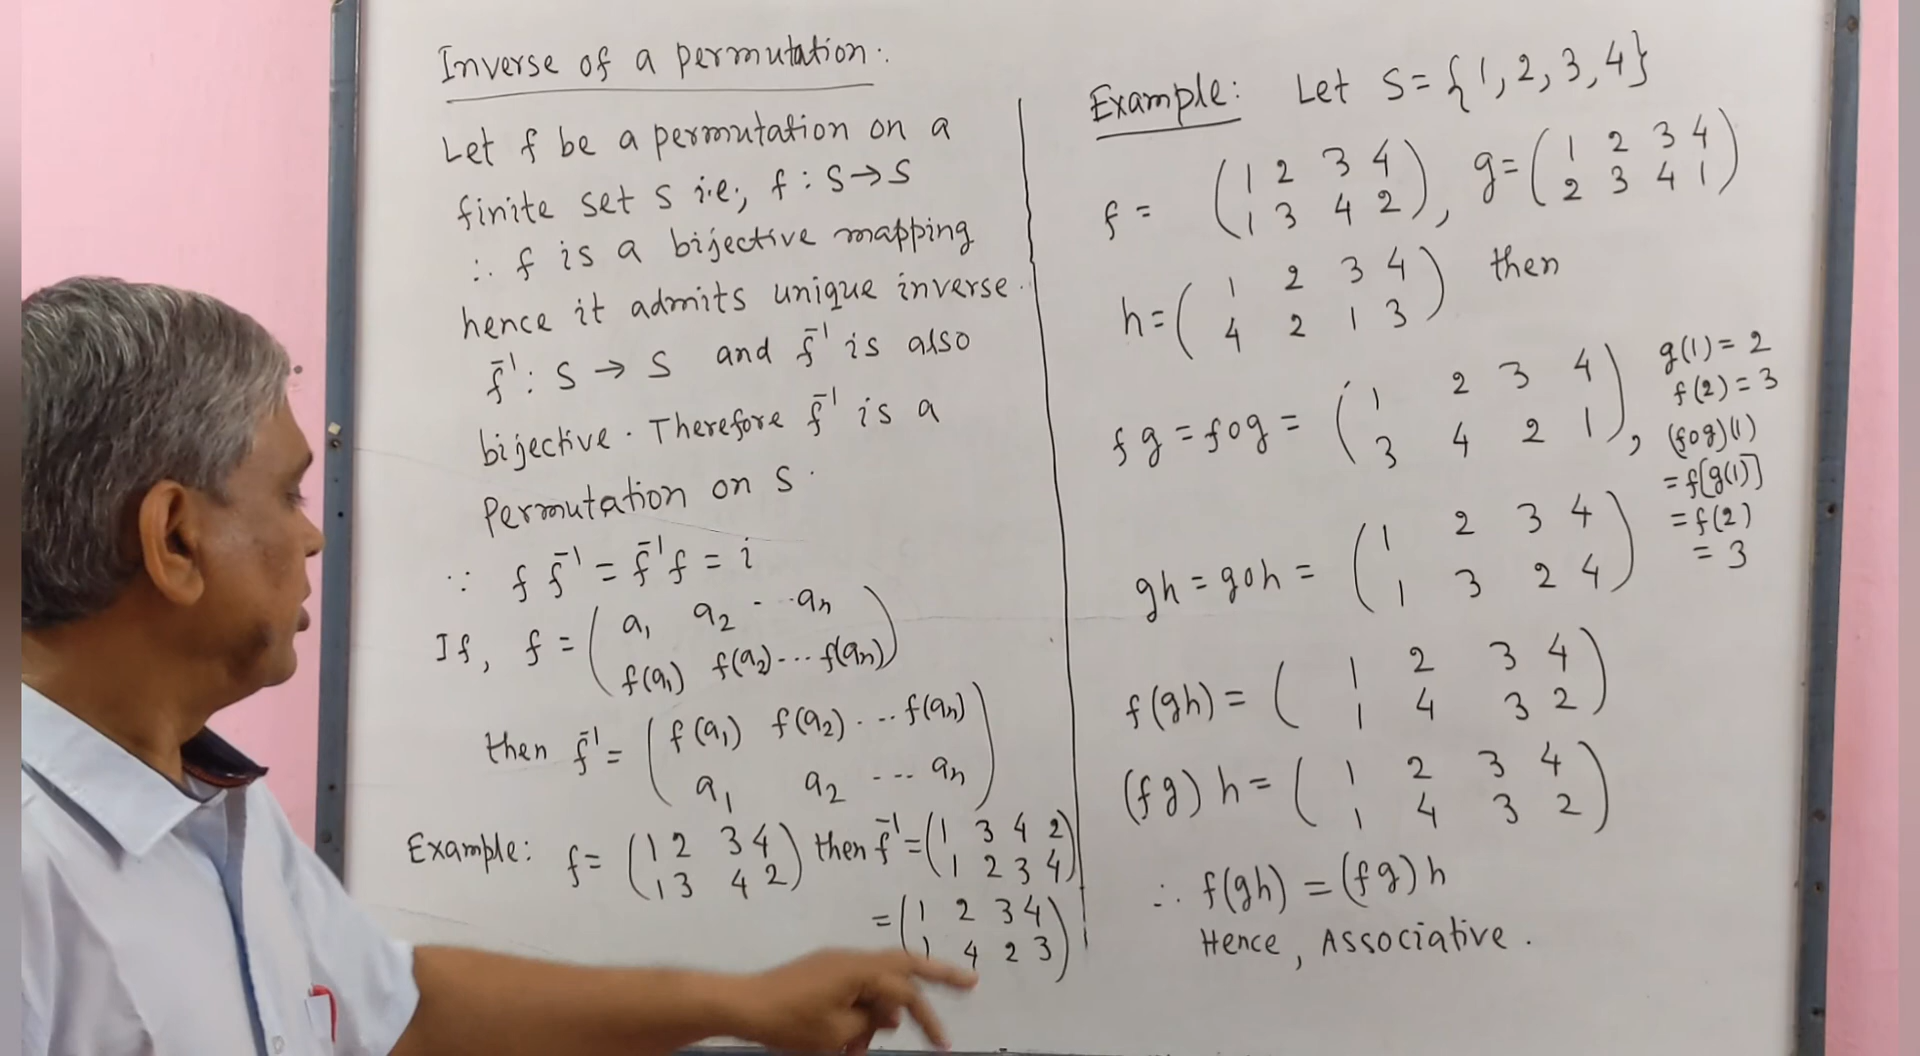 Inverse of a permutation.
Let f be a permutation on a
finite set S i.e; f : S→S
∴ f is a bijective mapping
hence it admits unique inverse.
f⁻¹ : S → S and f⁻¹ is also
bijective. Therefore f⁻¹ is a
Permutation on S.
∵ f f⁻¹ = f⁻¹f = i
If, f = ( a₁ a₂ - ..aₙ
f(a₁) f(a₂)-... f(aₙ) )
then f⁻¹ = ( f(a₁) f(a₂). ... f(aₙ)
a₁ a₂ --- aₙ )
Example: f = ( 1 2 3 4 ) then f⁻¹ = ( 1 3 4 2 )
( 1 3 4 2 ) ( 1 2 3 4 )
= ( 1 2 3 4
1 4 2 3 )
Example: Let S = {1, 2, 3, 4}
f = ( 1 2 3 4 ), g = ( 1 2 3 4 )
( 1 3 4 2 ) ( 2 3 4 1 )
h = ( 1 2 3 4 ) then
( 4 2 1 3 )
fg = fog = ( 1 2 3 4
3 4 2 1 ),
g(1) = 2
f(2) = 3
(fog)(1)
= f[g(1)]
= f(2)
= 3
gh = goh = ( 1 2 3 4
1 3 2 4 )
f(gh) = ( 1 2 3 4
1 4 3 2 )
(fg) h = ( 1 2 3 4
1 4 3 2 )
∴ f(gh) = (fg)h
Hence, Associative.